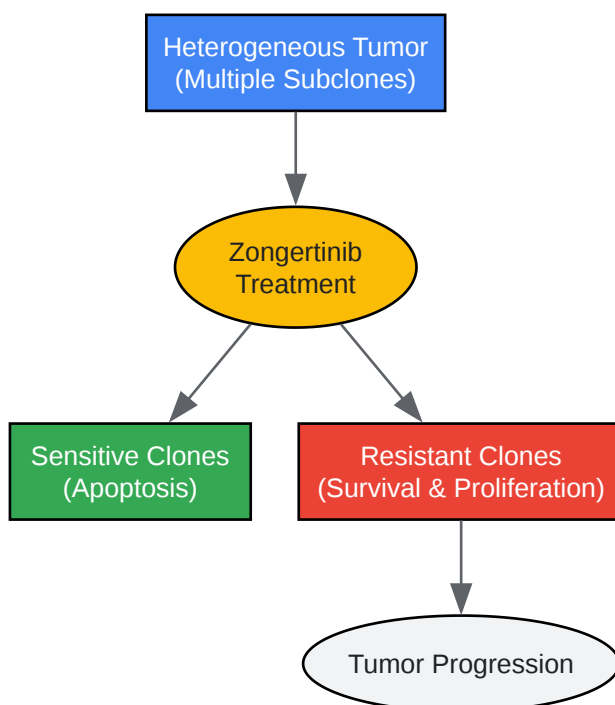 Heterogeneous Tumor
(Multiple Subclones)
Zongertinib
Treatment
Sensitive Clones
(Apoptosis)
Resistant Clones
(Survival & Proliferation)
Tumor Progression